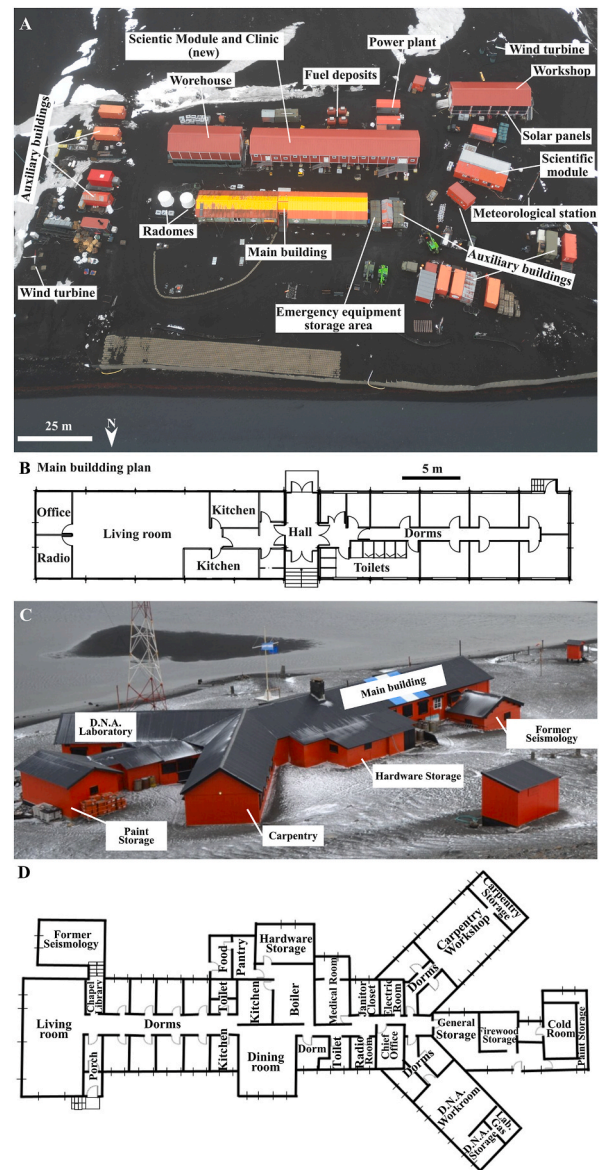 A
Scientic Module and Clinic
(new)
Worehouse
Fuel deposits
Power plant
Wind turbine
Workshop
Auxiliary buildings
Solar panels
Scientific
module
Meteorological station
Radomes
Main building
Auxiliary buildings
Wind turbine
Emergency equipment
storage area
25 m
N
B Main buildding plan
5 m
Office
Radio
Living room
Kitchen
Kitchen
Hall
Dorms
Toilets
C
Main building
D.N.A.
Laboratory
Former
Seismology
Hardware Storage
Paint
Storage
Carpentry
D
Former
Seismology
Living
room
Chapel
Library
Porch
Dorms
Toilet
Food
Pantry
Kitchen
Kitchen
Hardware
Storage
Boiler
Dining
room
Medical Room
Dorm
Toilet
Radio
Room
Janitor
Closet
Electric
Room
Chief
Office
Dorms
Carpentry
Workshop
Carpentry
Storage
General
Storage
Firewood
Storage
Cold
Room
Paint Storage
Dorms
D.N.A.
Workroom
D.N.A.
Storage
Lab.
Gas